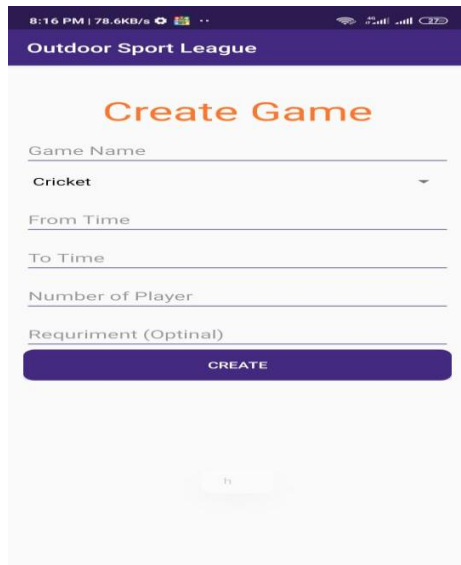 8:16 PM | 78.6KB/s
27
Outdoor Sport League
Create Game
Game Name
Cricket
From Time
To Time
Number of Player
Requriment (Optinal)
CREATE
h